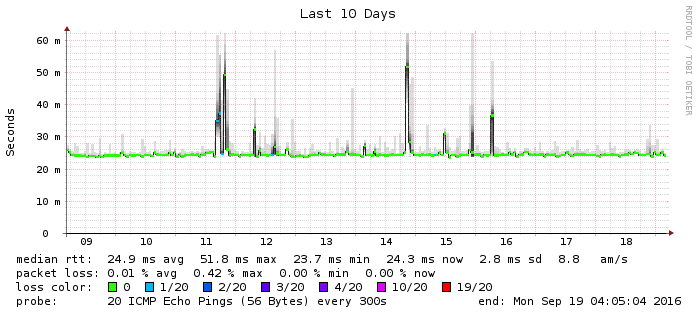 Last 10 Days
RRDTOOL / TOBI OETIKER
Seconds
60 m
50 m
40 m
30 m
20 m
10 m
0
09 10 11 12 13 14 15 16 17 18
median rtt: 24.9 ms avg 51.8 ms max 23.7 ms min 24.3 ms now 2.8 ms sd 8.8 am/s
packet loss: 0.01 % avg 0.42 % max 0.00 % min 0.00 % now
loss color: 0 1/20 2/20 3/20 4/20 10/20 19/20
probe: 20 ICMP Echo Pings (56 Bytes) every 300s end: Mon Sep 19 04:05:04 2016